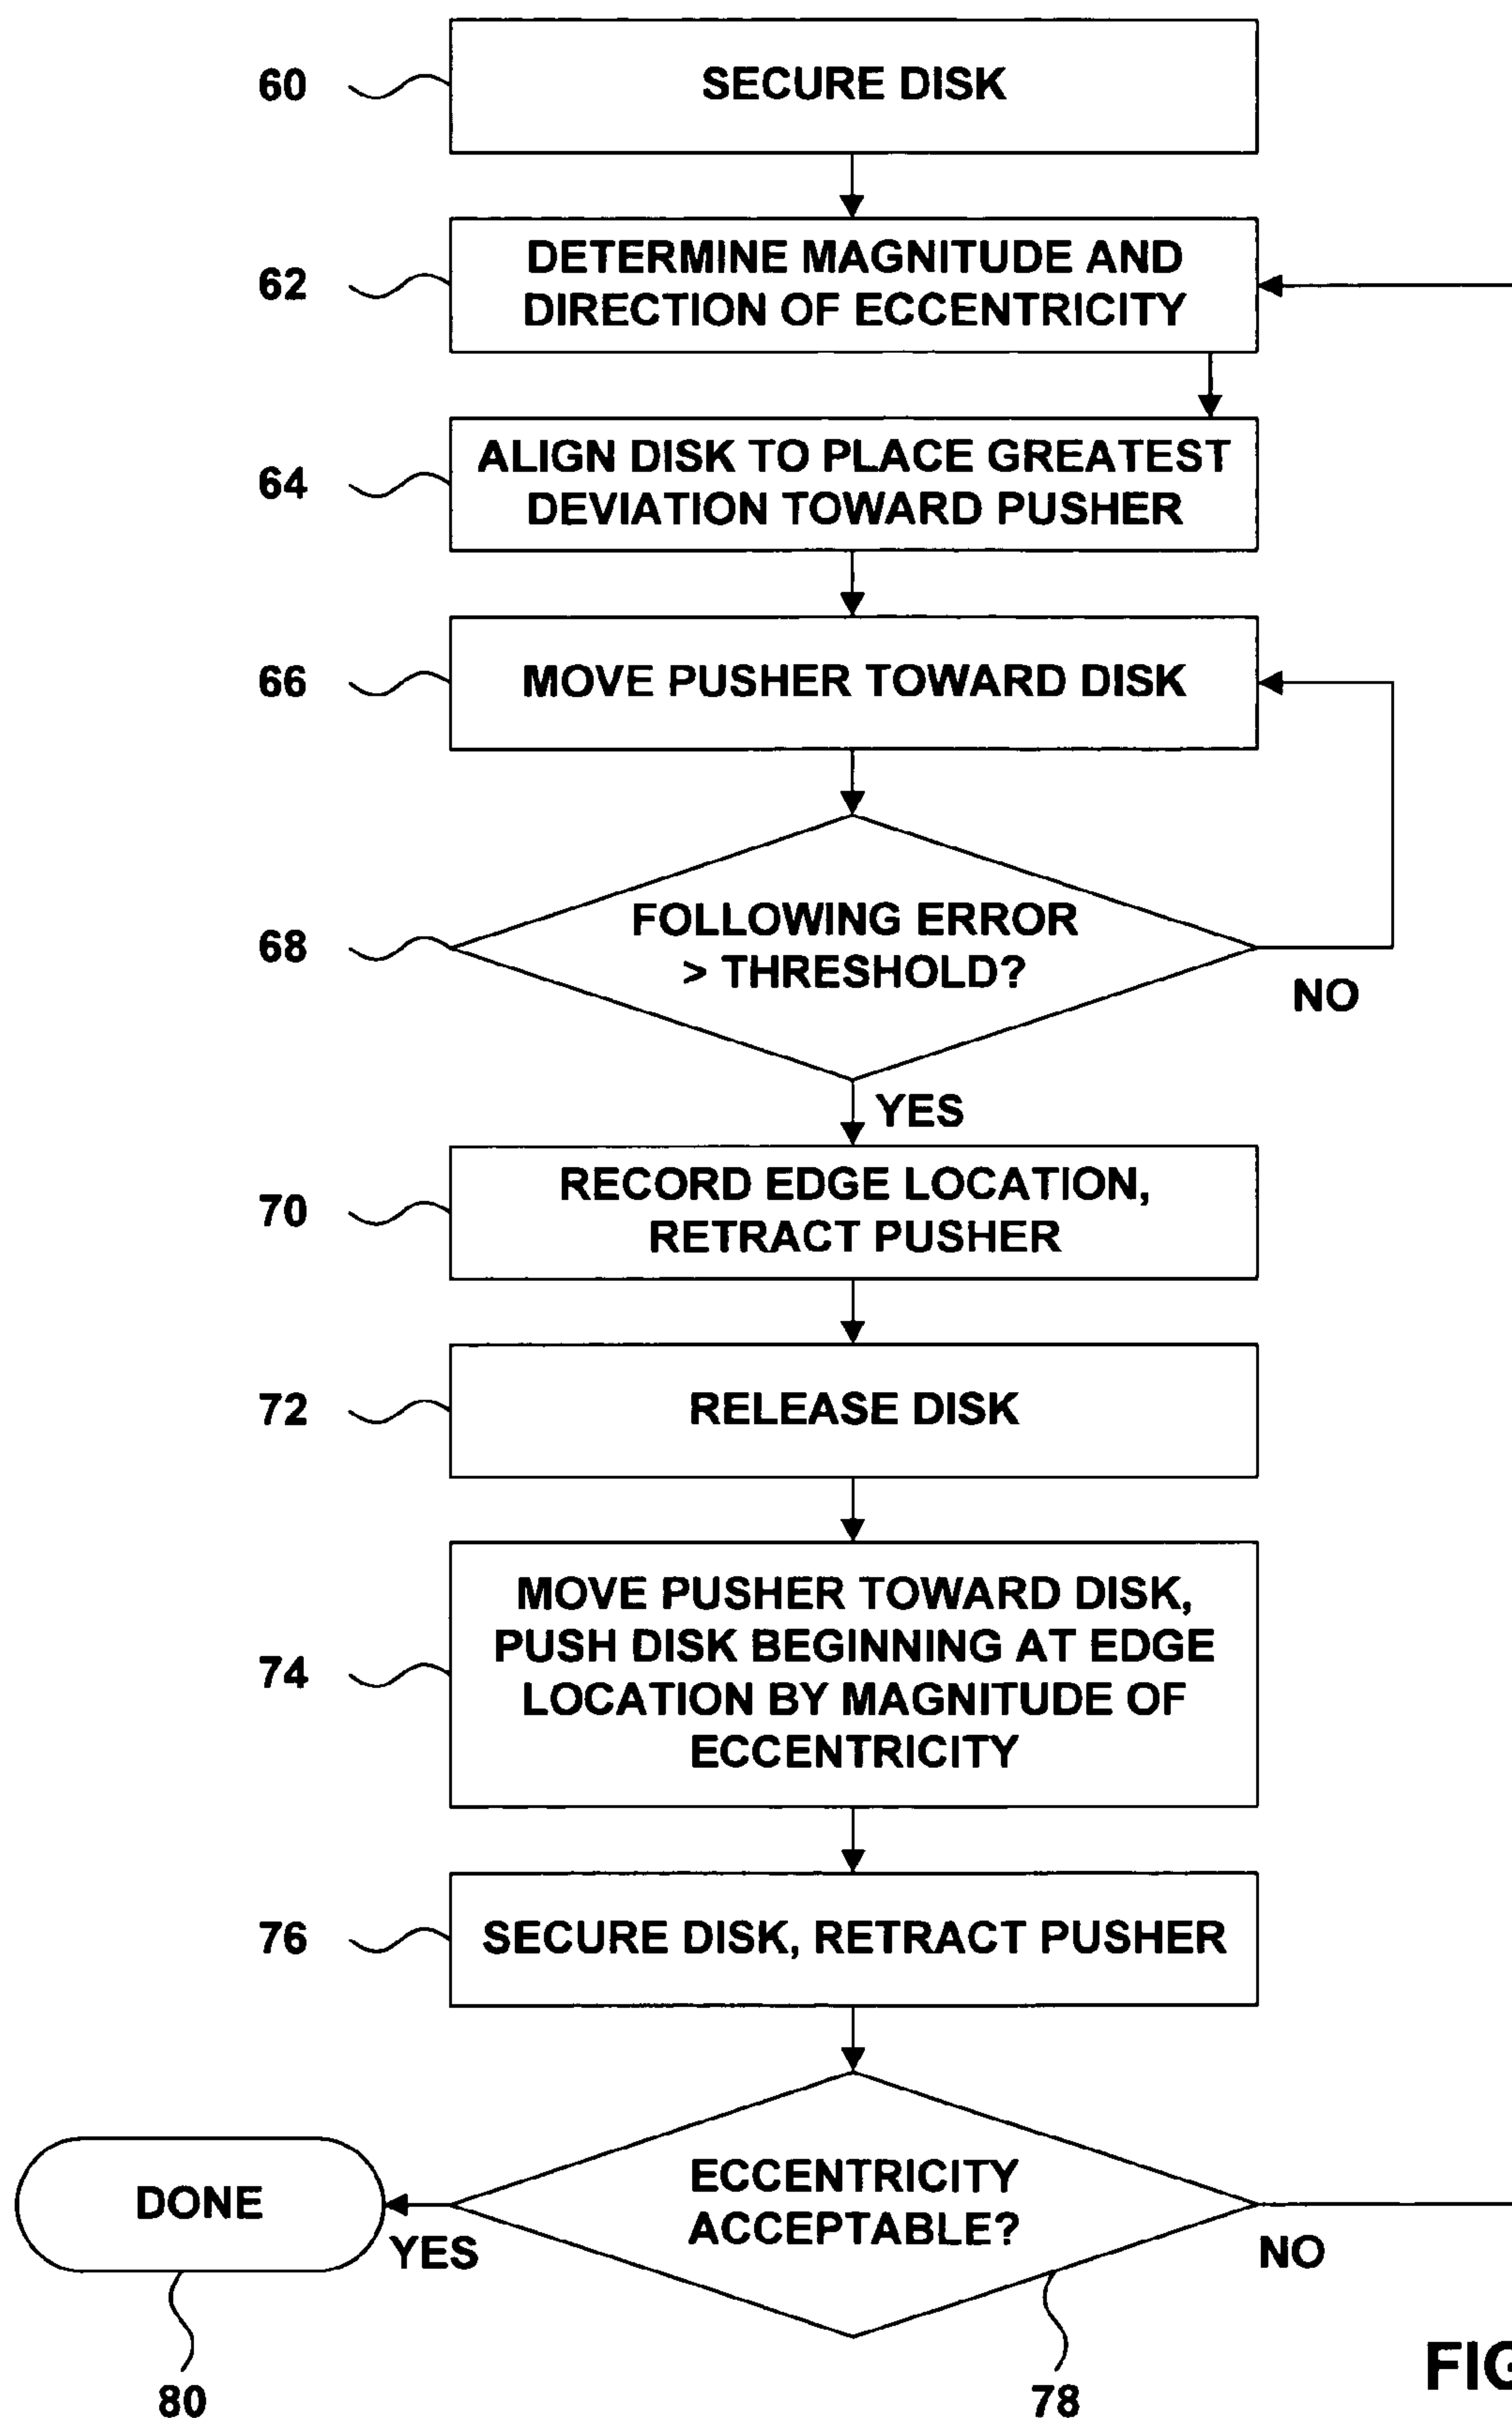 60
SECURE DISK
62
DETERMINE MAGNITUDE AND
DIRECTION OF ECCENTRICITY
64
ALIGN DISK TO PLACE GREATEST
DEVIATION TOWARD PUSHER
66
MOVE PUSHER TOWARD DISK
68
FOLLOWING ERROR
> THRESHOLD?
NO
YES
70
RECORD EDGE LOCATION,
RETRACT PUSHER
72
RELEASE DISK
74
MOVE PUSHER TOWARD DISK,
PUSH DISK BEGINNING AT EDGE
LOCATION BY MAGNITUDE OF
ECCENTRICITY
76
SECURE DISK, RETRACT PUSHER
DONE
YES
ECCENTRICITY
ACCEPTABLE?
NO
80
78